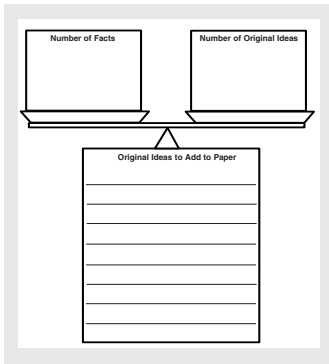 Number of Facts
Number of Original Ideas
Original Ideas to Add to Paper